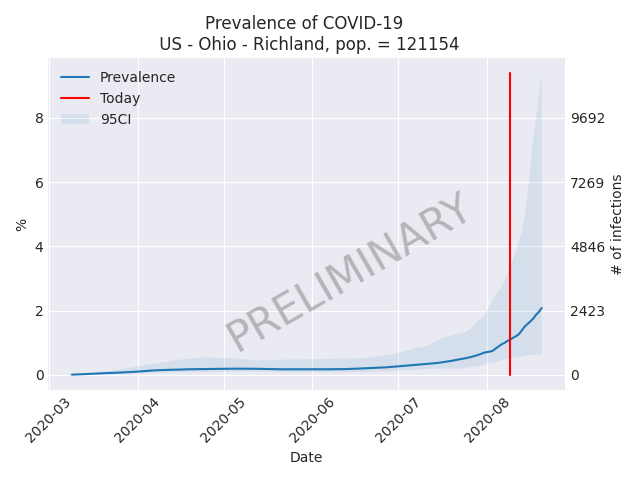 Prevalence of COVID-19
US - Ohio - Richland, pop. = 121154
Prevalence
Today
95CI
8
6
4
2
0
%
9692
7269
4846
2423
0
# of infections
PRELIMINARY
2020-03
2020-04
2020-05
2020-06
2020-07
2020-08
Date